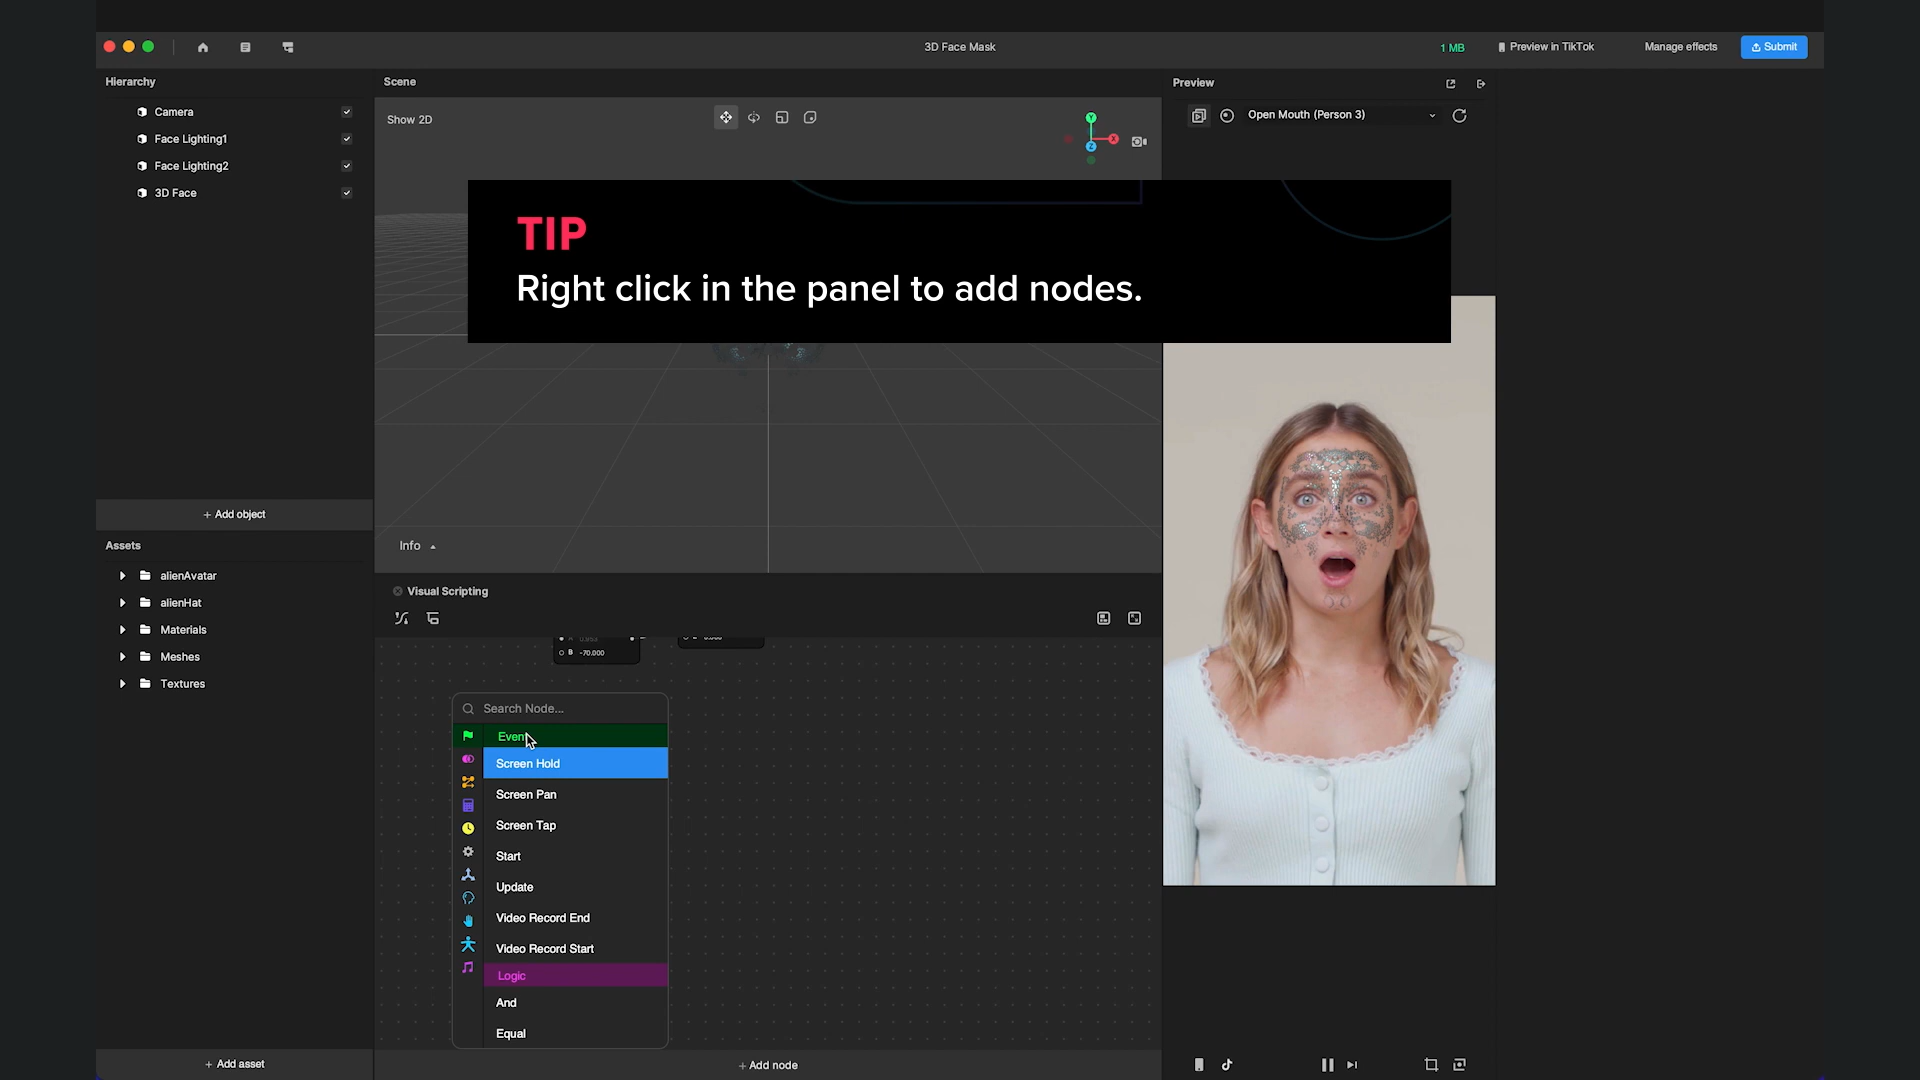 3D Face Mask
1 MB
Preview in TikTok
Manage effects
Submit
Hierarchy
Camera
Face Lighting1
Face Lighting2
3D Face
+ Add object
Assets
alienAvatar
alienHat
Materials
Meshes
Textures
+ Add asset
Scene
Show 2D
Y
X
Z
TIP
Right click in the panel to add nodes.
Info
Visual Scripting
B -70.000
Search Node...
Event
Screen Hold
Screen Pan
Screen Tap
Start
Update
Video Record End
Video Record Start
Logic
And
Equal
+ Add node
Preview
Open Mouth (Person 3)